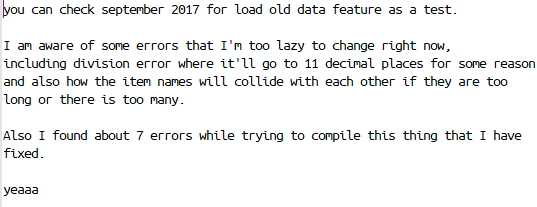 you can check september 2017 for load old data feature as a test.
I am aware of some errors that I'm too lazy to change right now,
including division error where it'll go to 11 decimal places for some reason
and also how the item names will collide with each other if they are too
long or there is too many.
Also I found about 7 errors while trying to compile this thing that I have
fixed.
yeaaa